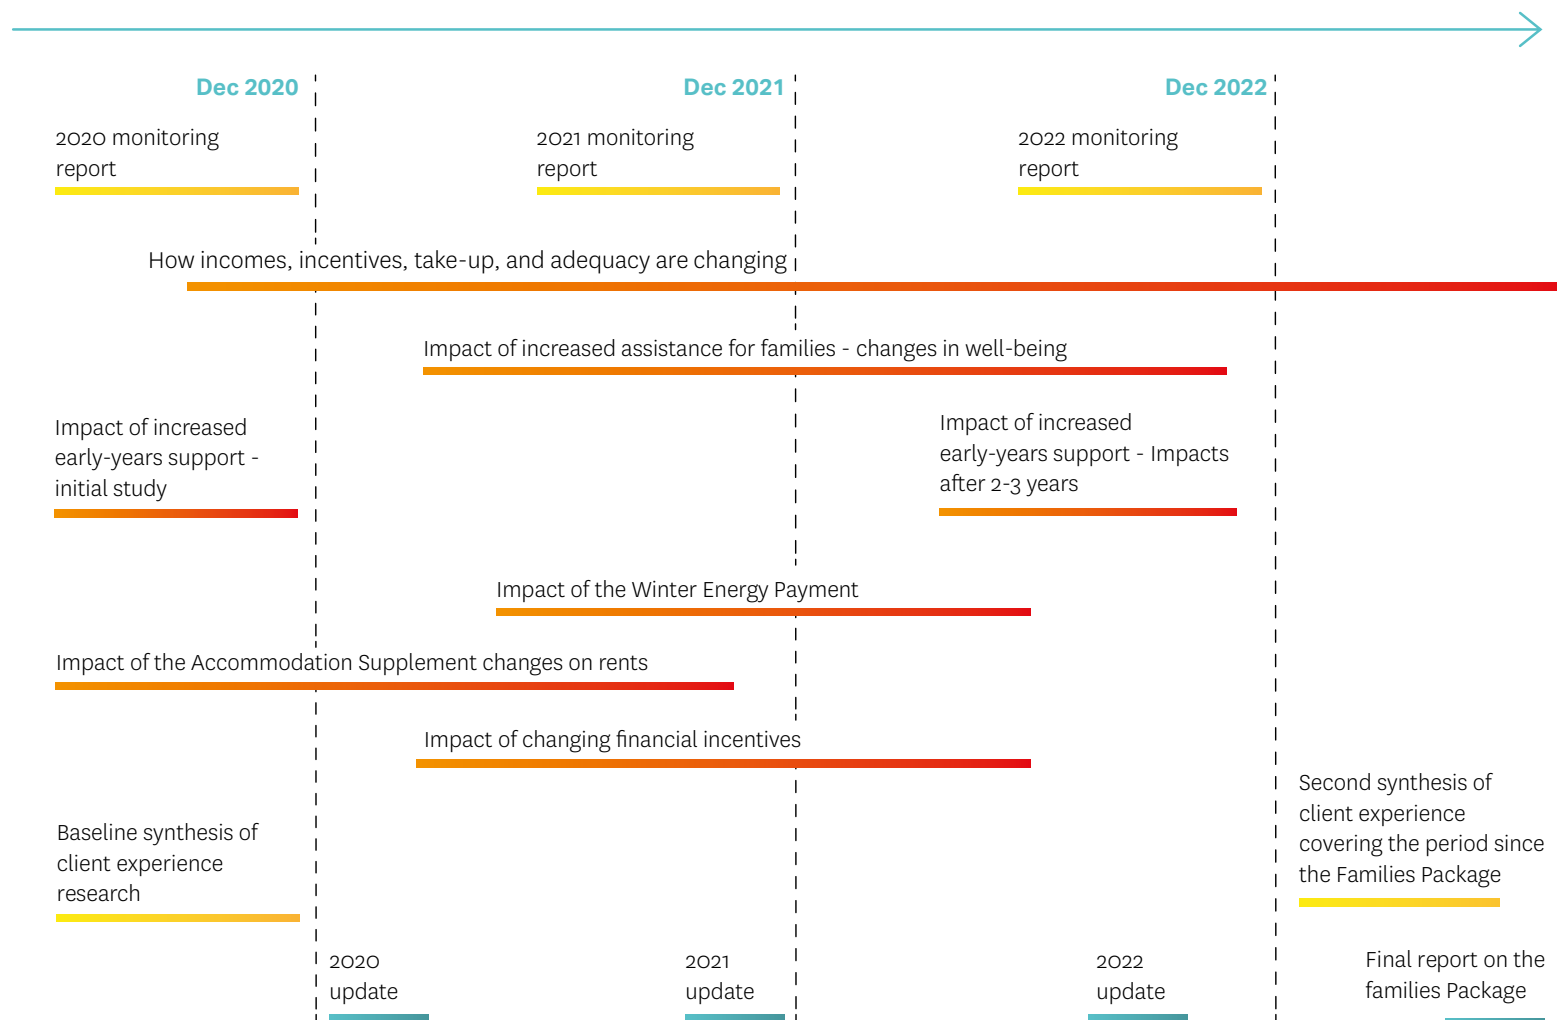 Dec 2020
Dec 2021
Dec 2022
2020 monitoring
report
2021 monitoring
report
2022 monitoring
report
How incomes, incentives, take-up, and adequacy are changing
Impact of increased assistance for families - changes in well-being
Impact of increased
early-years support -
initial study
Impact of increased
early-years support - Impacts
after 2-3 years
Impact of the Winter Energy Payment
Impact of the Accommodation Supplement changes on rents
Impact of changing financial incentives
Second synthesis of
client experience
covering the period since
the Families Package
Baseline synthesis of
client experience
research
2020
update
2021
update
2022
update
Final report on the
families Package